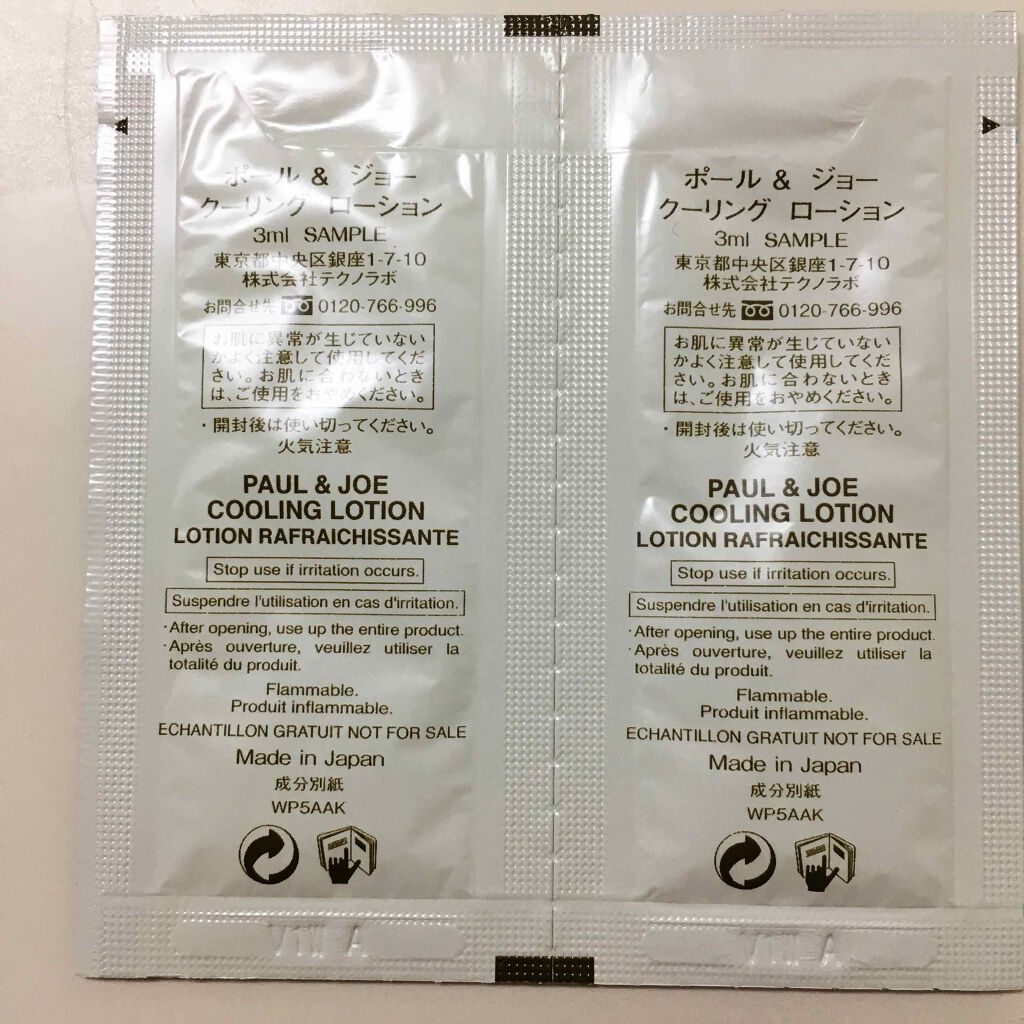 ポール & ジョー
クーリング ローション
3ml SAMPLE
東京都中央区銀座1-7-10
株式会社テクノラボ
お問合せ先 0120-766-996
お肌に異常が生じていない
かよく注意して使用してくだ
さい。お肌に合わないとき
は、ご使用をおやめください。
・開封後は使い切ってください。
火気注意
PAUL & JOE
COOLING LOTION
LOTION RAFRAICHISSANTE
Stop use if irritation occurs.
Suspendre l'utilisation en cas d'irritation.
·After opening, use up the entire product.
·Après ouverture, veuillez utiliser la
totalité du produit.
Flammable.
Produit inflammable.
ECHANTILLON GRATUIT NOT FOR SALE
Made in Japan
成分別紙
WP5AAK
ポール & ジョー
クーリング ローション
3ml SAMPLE
東京都中央区銀座1-7-10
株式会社テクノラボ
お問合せ先 0120-766-996
お肌に異常が生じていない
かよく注意して使用してくだ
さい。お肌に合わないとき
は、ご使用をおやめください。
・開封後は使い切ってください。
火気注意
PAUL & JOE
COOLING LOTION
LOTION RAFRAICHISSANTE
Stop use if irritation occurs.
Suspendre l'utilisation en cas d'irritation.
·After opening, use up the entire product.
·Après ouverture, veuillez utiliser la
totalité du produit.
Flammable.
Produit inflammable.
ECHANTILLON GRATUIT NOT FOR SALE
Made in Japan
成分別紙
WP5AAK